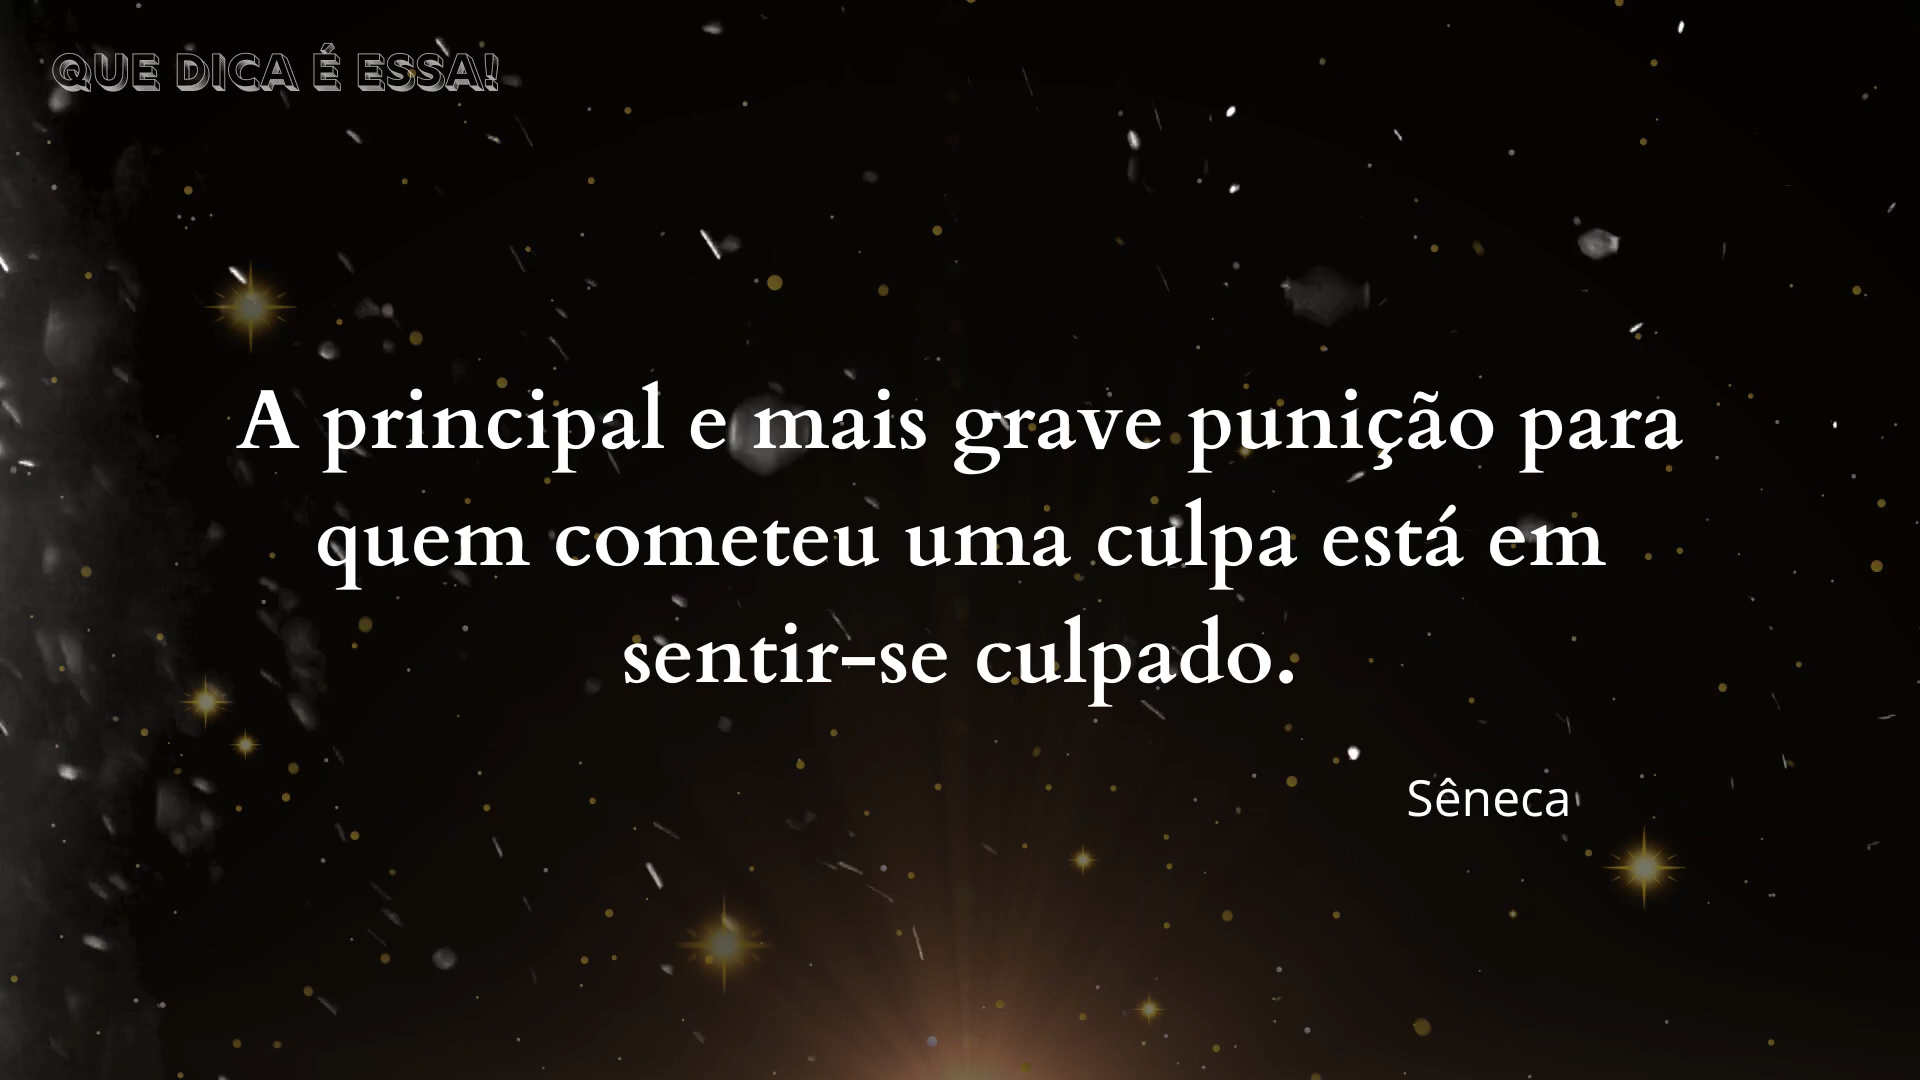 QUE DICA É ESSA!
A principal e mais grave punição para
quem cometeu uma culpa está em
sentir-se culpado.
Sêneca